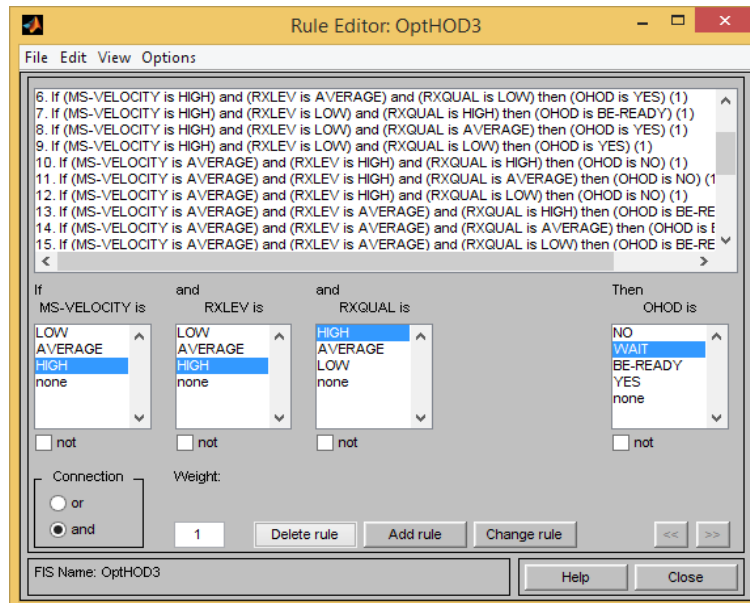 Rule Editor: OptHOD3
File Edit View Options
6. If (MS-VELOCITY is HIGH) and (RXLEV is AVERAGE) and (RXQUAL is LOW) then (OHOD is YES) (1)
7. If (MS-VELOCITY is HIGH) and (RXLEV is LOW) and (RXQUAL is HIGH) then (OHOD is BE-READY) (1)
8. If (MS-VELOCITY is HIGH) and (RXLEV is LOW) and (RXQUAL is AVERAGE) then (OHOD is YES) (1)
9. If (MS-VELOCITY is HIGH) and (RXLEV is LOW) and (RXQUAL is LOW) then (OHOD is YES) (1)
10. If (MS-VELOCITY is AVERAGE) and (RXLEV is HIGH) and (RXQUAL is HIGH) then (OHOD is NO) (1)
11. If (MS-VELOCITY is AVERAGE) and (RXLEV is HIGH) and (RXQUAL is AVERAGE) then (OHOD is NO) (1
12. If (MS-VELOCITY is AVERAGE) and (RXLEV is HIGH) and (RXQUAL is LOW) then (OHOD is NO) (1)
13. If (MS-VELOCITY is AVERAGE) and (RXLEV is AVERAGE) and (RXQUAL is HIGH) then (OHOD is BE-RE
14. If (MS-VELOCITY is AVERAGE) and (RXLEV is AVERAGE) and (RXQUAL is AVERAGE) then (OHOD is
15. If (MS-VELOCITY is AVERAGE) and (RXLEV is AVERAGE) and (RXQUAL is LOW) then (OHOD is BE-RE
If and and Then
MS-VELOCITY is RXLEV is RXQUAL is OHOD is
LOW
AVERAGE
HIGH
none
LOW
AVERAGE
HIGH
none
HIGH
AVERAGE
LOW
none
NO
WAIT
BE-READY
YES
none
not not not not
Connection
or
and
Weight:
1
Delete rule Add rule Change rule << >>
FIS Name: OptHOD3
Help Close